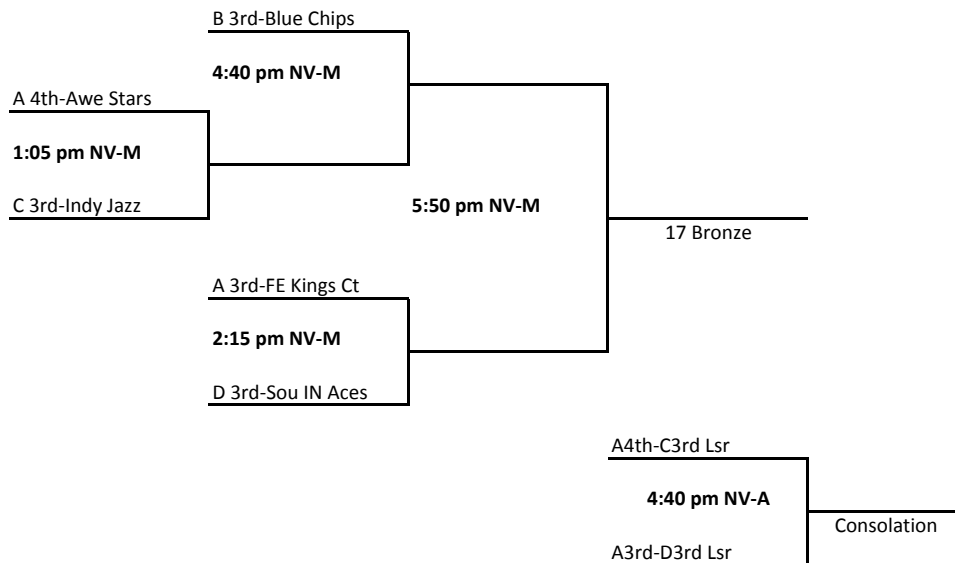 B 3rd-Blue Chips
4:40 pm NV-M
A 4th-Awe Stars
1:05 pm NV-M
C 3rd-Indy Jazz
5:50 pm NV-M
17 Bronze
A 3rd-FE Kings Ct
2:15 pm NV-M
D 3rd-Sou IN Aces
A4th-C3rd Lsr
4:40 pm NV-A
Consolation
A3rd-D3rd Lsr